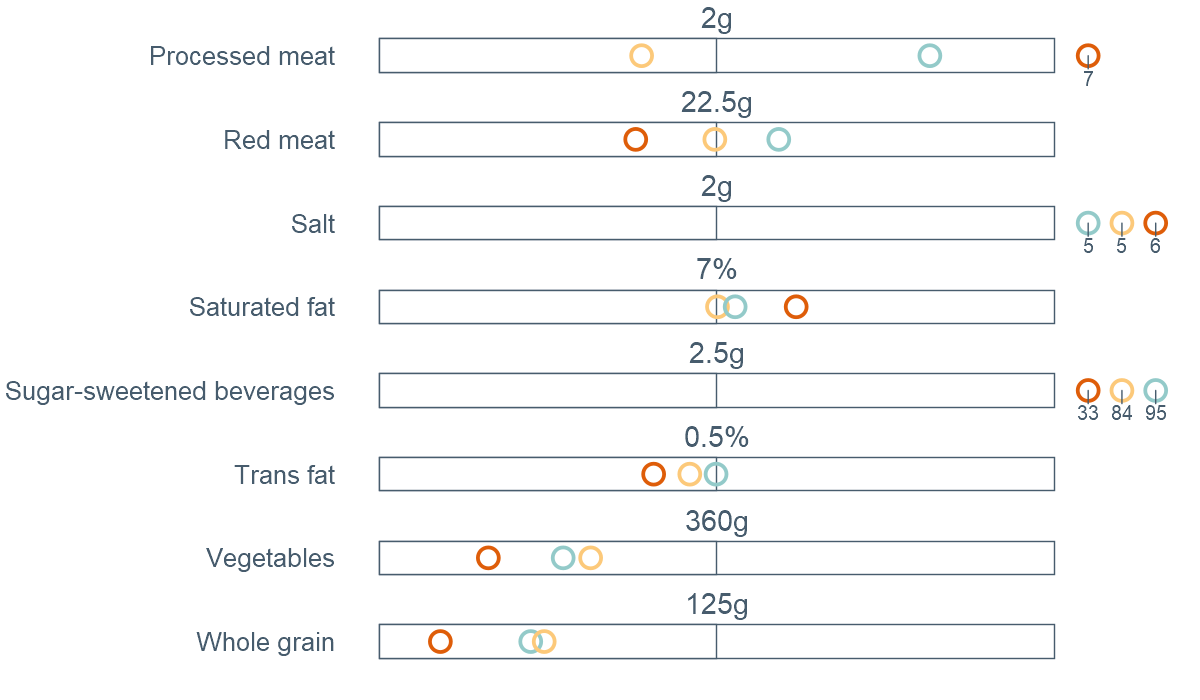 2g
Processed meat
7
22.5g
Red meat
2g
Salt
5 5 6
7%
Saturated fat
2.5g
Sugar-sweetened beverages
33 84 95
0.5%
Trans fat
360g
Vegetables
125g
Whole grain